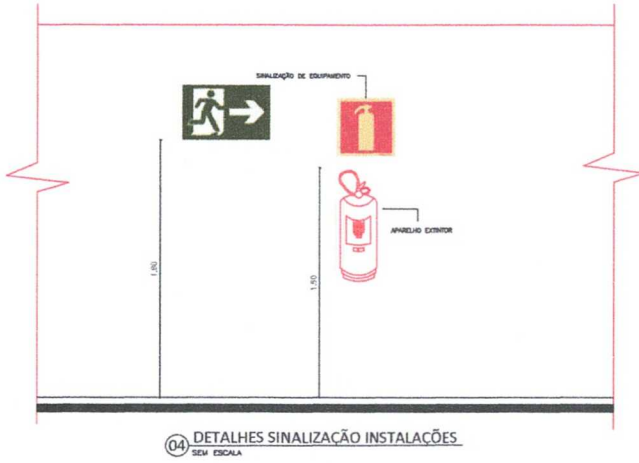 SINALIZAÇÃO DE EQUIPAMENTO
APARELHO EXTINTOR
1,80
1,50
04 DETALHES SINALIZAÇÃO INSTALAÇÕES
SEM ESCALA